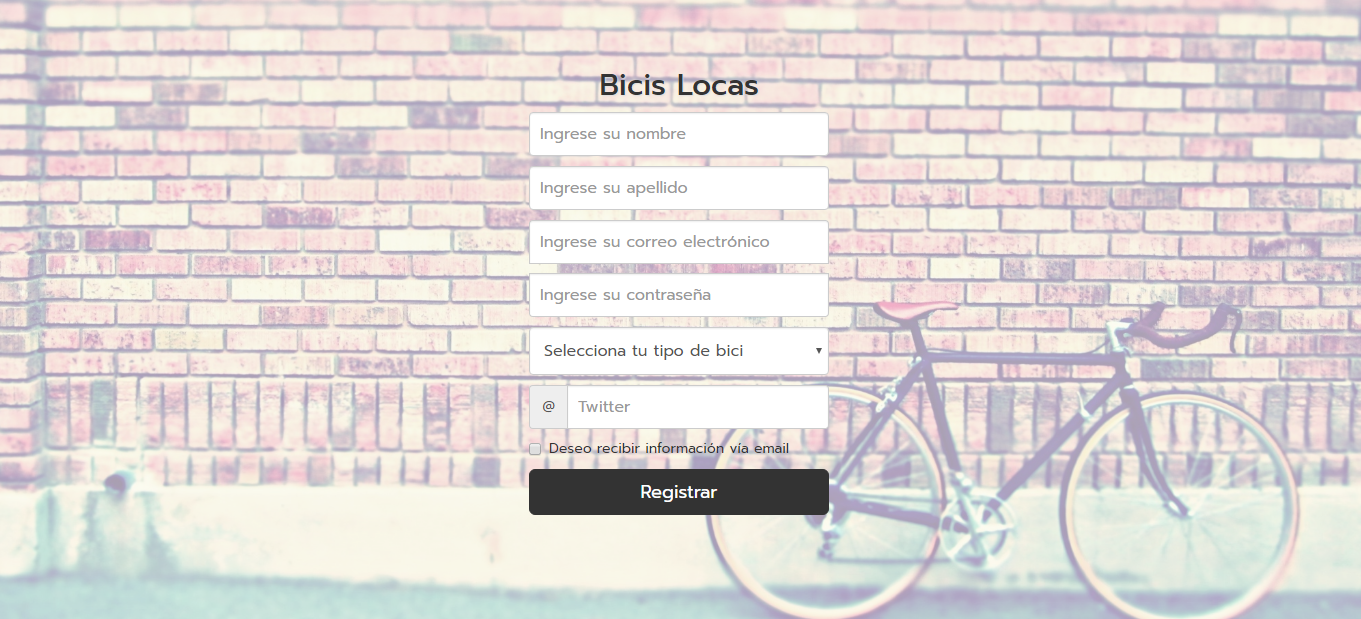 Bicis Locas
Ingrese su nombre
Ingrese su apellido
Ingrese su correo electrónico
Ingrese su contraseña
Selecciona tu tipo de bici
@ Twitter
Deseo recibir información vía email
Registrar